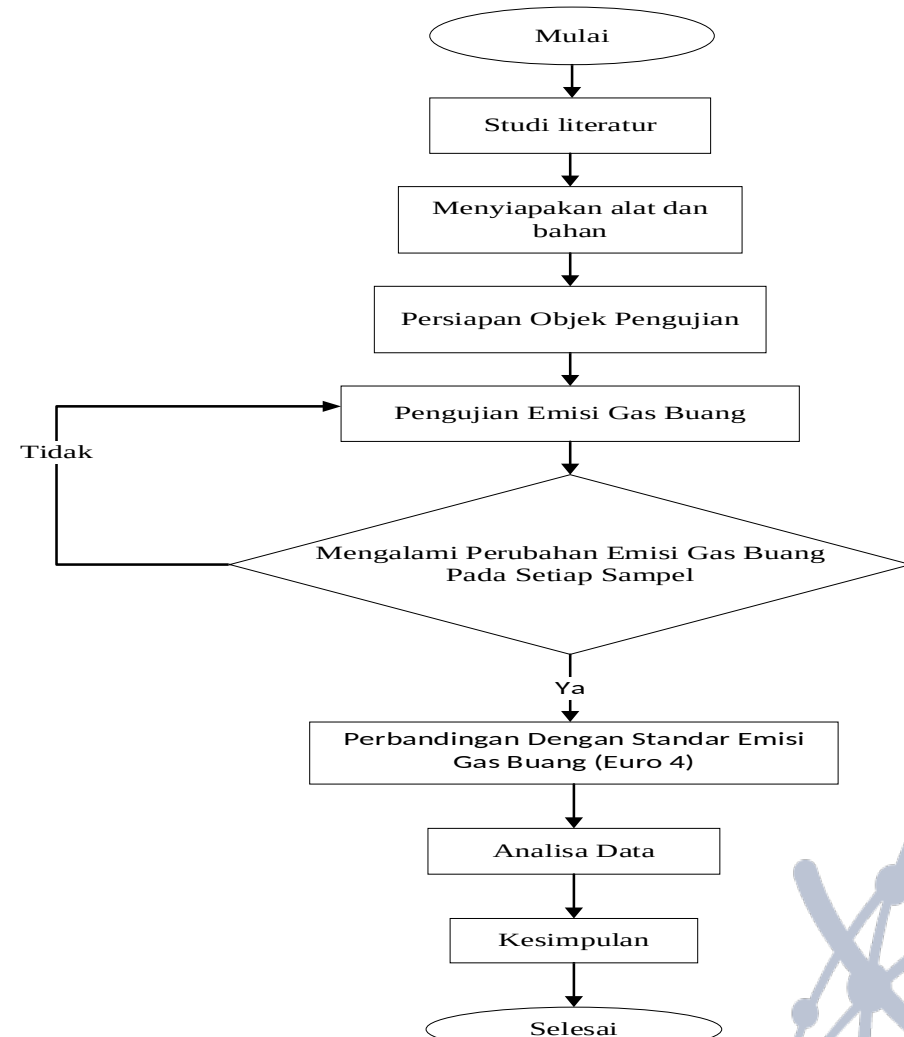 Mulai
Studi literatur
Menyiapakan alat dan
bahan
Persiapan Objek Pengujian
Pengujian Emisi Gas Buang
Tidak
Mengalami Perubahan Emisi Gas Buang
Pada Setiap Sampel
Ya
Perbandingan Dengan Standar Emisi
Gas Buang (Euro 4)
Analisa Data
Kesimpulan
Selesai